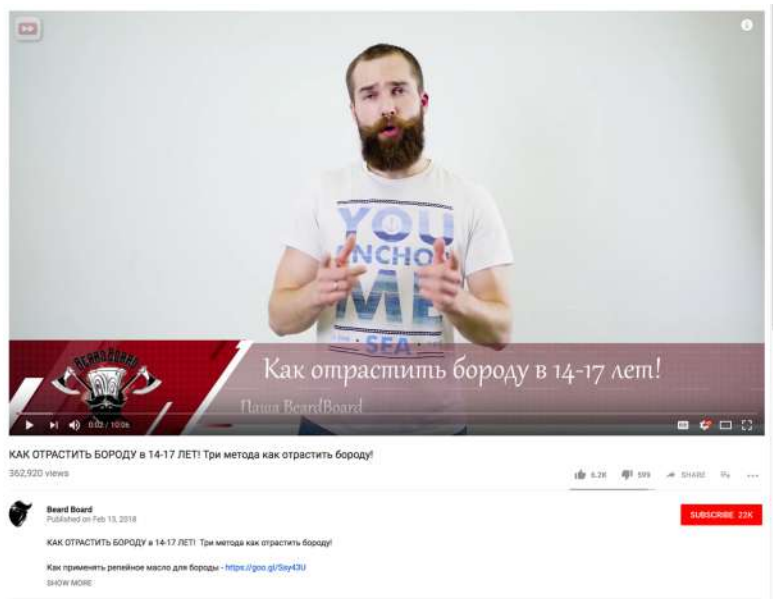 YOU
ANCHOR
ME
SEA
BEARDBOARD
Как отрастить бороду в 14-17 лет!
Паша BeardBoard
0:02 / 10:06
КАК ОТРАСТИТЬ БОРОДУ в 14-17 ЛЕТ! Три метода как отрастить бороду!
362,920 views
6.2K 599 SHARE
Beard Board
Published on Feb 13, 2018
SUBSCRIBE 22K
КАК ОТРАСТИТЬ БОРОДУ в 14-17 ЛЕТ! Три метода как отрастить бороду!
Как применять репейное масло для бороды - https://goo.gl/Ssy43U
SHOW MORE